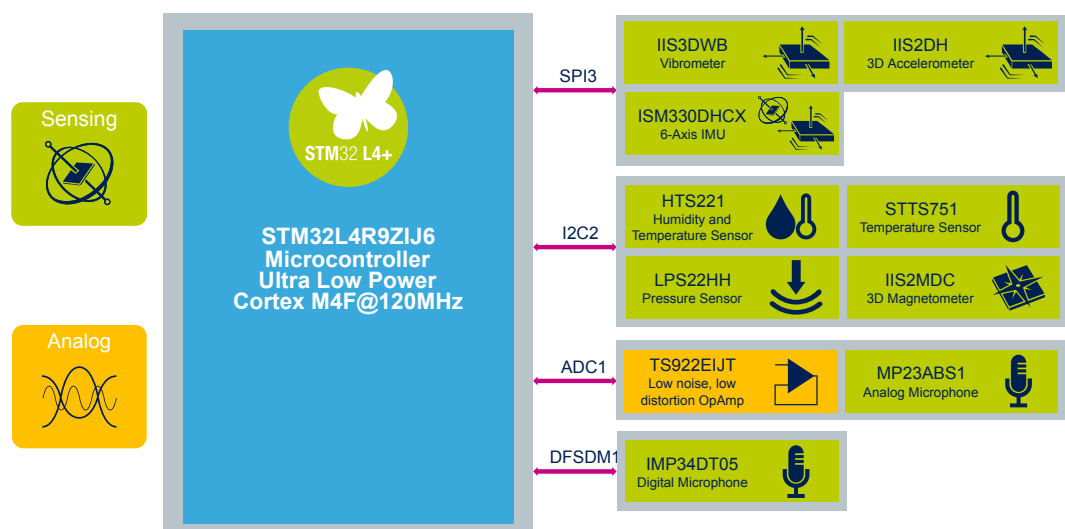 Sensing
Analog
STM32 L4+
STM32L4R9ZIJ6
Microcontroller
Ultra Low Power
Cortex M4F@120MHz
SPI3
IIS3DWB
Vibrometer
IIS2DH
3D Accelerometer
ISM330DHCX
6-Axis IMU
I2C2
HTS221
Humidity and
Temperature Sensor
STTS751
Temperature Sensor
LPS22HH
Pressure Sensor
IIS2MDC
3D Magnetometer
ADC1
TS922EIJT
Low noise, low
distortion OpAmp
MP23ABS1
Analog Microphone
DFSDM1
IMP34DT05
Digital Microphone